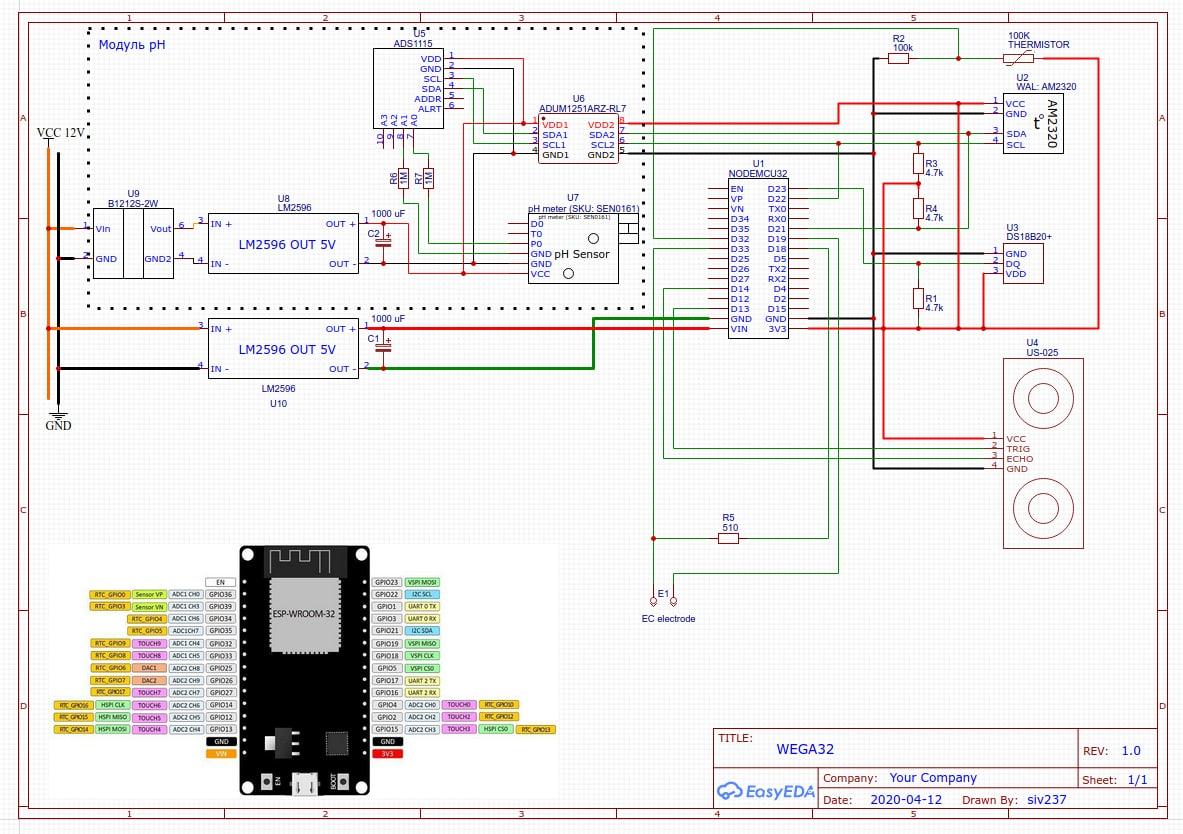 1 2 3 4 5
A
B
C
D
Модуль pH
VCC 12V
GND
U5
ADS1115
VDD 1
GND 2
SCL 3
SDA 4
ADDR 5
ALRT 6
A3 A2 A1 A0
10 9 8 7
R6 1M
R7 1M
U6
ADUM1251ARZ-RL7
1 VDD1 VDD2 8
2 SDA1 SDA2 7
3 SCL1 SCL2 6
4 GND1 GND2 5
U7
pH meter (SKU: SEN0161)
pH meter (SKU: SEN0161)
D0
T0
P0
GND
GND
VCC
pH Sensor
U9
B1212S-2W
1 Vin Vout 6
2 GND GND2 4
U8
LM2596
3 IN + OUT + 1
LM2596 OUT 5V
4 IN - OUT - 2
1000 uF
C2
3 IN + OUT + 1
LM2596 OUT 5V
4 IN - OUT - 2
LM2596
U10
1000 uF
C1
U1
NODEMCU32
EN D23
VP D22
VN TX0
D34 RX0
D35 D21
D32 D19
D33 D18
D25 D5
D26 TX2
D27 RX2
D14 D4
D12 D2
D13 D15
GND GND
VIN 3V3
R2
100k
100K
THERMISTOR
U2
WAL: AM2320
1 VCC
2 GND
3 SDA
4 SCL
t°
AM2320
R3
4.7k
R4
4.7k
U3
DS18B20+
1 GND
2 DQ
3 VDD
R1
4.7k
U4
US-025
1 VCC
2 TRIG
3 ECHO
4 GND
R5
510
E1
EC electrode
ESP-WROOM-32
EN
RTC_GPIO0 Sensor VP ADC1 CH0 GPIO36
RTC_GPIO3 Sensor VN ADC1 CH3 GPIO39
RTC_GPIO4 ADC1 CH6 GPIO34
RTC_GPIO5 ADC1CH7 GPIO35
RTC_GPIO9 TOUCH9 ADC1 CH4 GPIO32
RTC_GPIO8 TOUCH8 ADC1 CH5 GPIO33
RTC_GPIO6 DAC1 ADC2 CH8 GPIO25
RTC_GPIO7 DAC2 ADC2 CH9 GPIO26
RTC_GPIO17 TOUCH7 ADC2 CH7 GPIO27
RTC_GPIO16 HSPI CLK TOUCH6 ADC2 CH6 GPIO14
RTC_GPIO15 HSPI MISO TOUCH5 ADC2 CH5 GPIO12
RTC_GPIO14 HSPI MOSI TOUCH4 ADC2 CH4 GPIO13
GND
VIN
GPIO23 VSPI MOSI
GPIO22 I2C SCL
GPIO1 UART 0 TX
GPIO3 UART 0 RX
GPIO21 I2C SDA
GPIO19 VSPI MISO
GPIO18 VSPI CLK
GPIO5 VSPI CS0
GPIO17 UART 2 TX
GPIO16 UART 2 RX
GPIO4 ADC2 CH0 TOUCH0 RTC_GPIO10
GPIO2 ADC2 CH2 TOUCH2 RTC_GPIO12
GPIO15 ADC2 CH3 TOUCH3 HSPI CS0 RTC_GPIO13
GND
3V3
EN BOOT
TITLE:
WEGA32
REV: 1.0
EasyEDA
Company: Your Company
Sheet: 1/1
Date: 2020-04-12 Drawn By: siv237
1 2 3 4 5